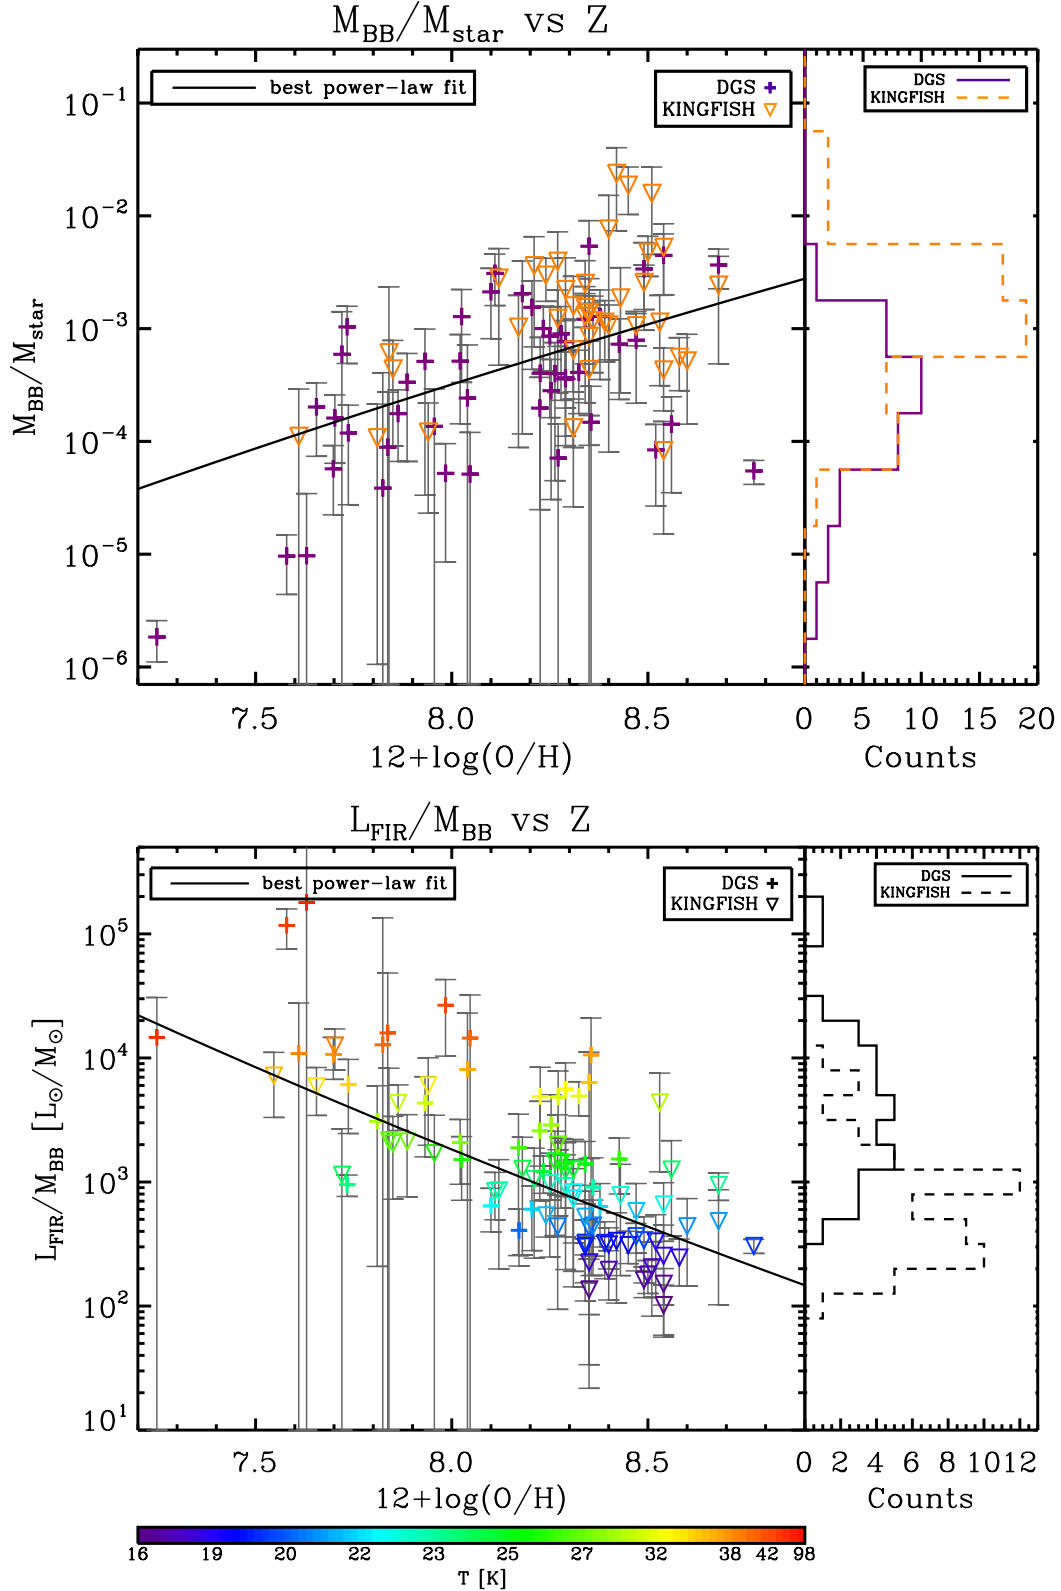 M_BB/M_star vs Z
best power-law fit
DGS
KINGFISH
DGS
KINGFISH
10^-1
10^-2
10^-3
10^-4
10^-5
10^-6
M_BB/M_star
7.5 8.0 8.5
0 5 10 15 20
12+log(O/H)
Counts
L_FIR/M_BB vs Z
best power-law fit
DGS
KINGFISH
DGS
KINGFISH
10^5
10^4
10^3
10^2
10^1
L_FIR/M_BB [L_⊙/M_⊙]
7.5 8.0 8.5
0 2 4 6 8 10 12
12+log(O/H)
Counts
16 19 20 22 23 25 27 32 38 42 98
T [K]